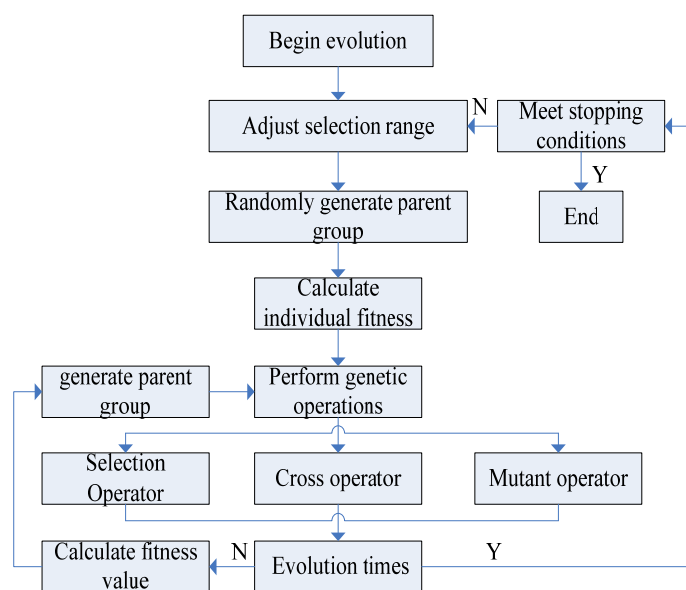 Begin evolution
Adjust selection range
N
Meet stopping
conditions
Y
Randomly generate parent
group
End
Calculate
individual fitness
generate parent
group
Perform genetic
operations
Selection
Operator
Cross operator
Mutant operator
Calculate fitness
value
N
Evolution times
Y